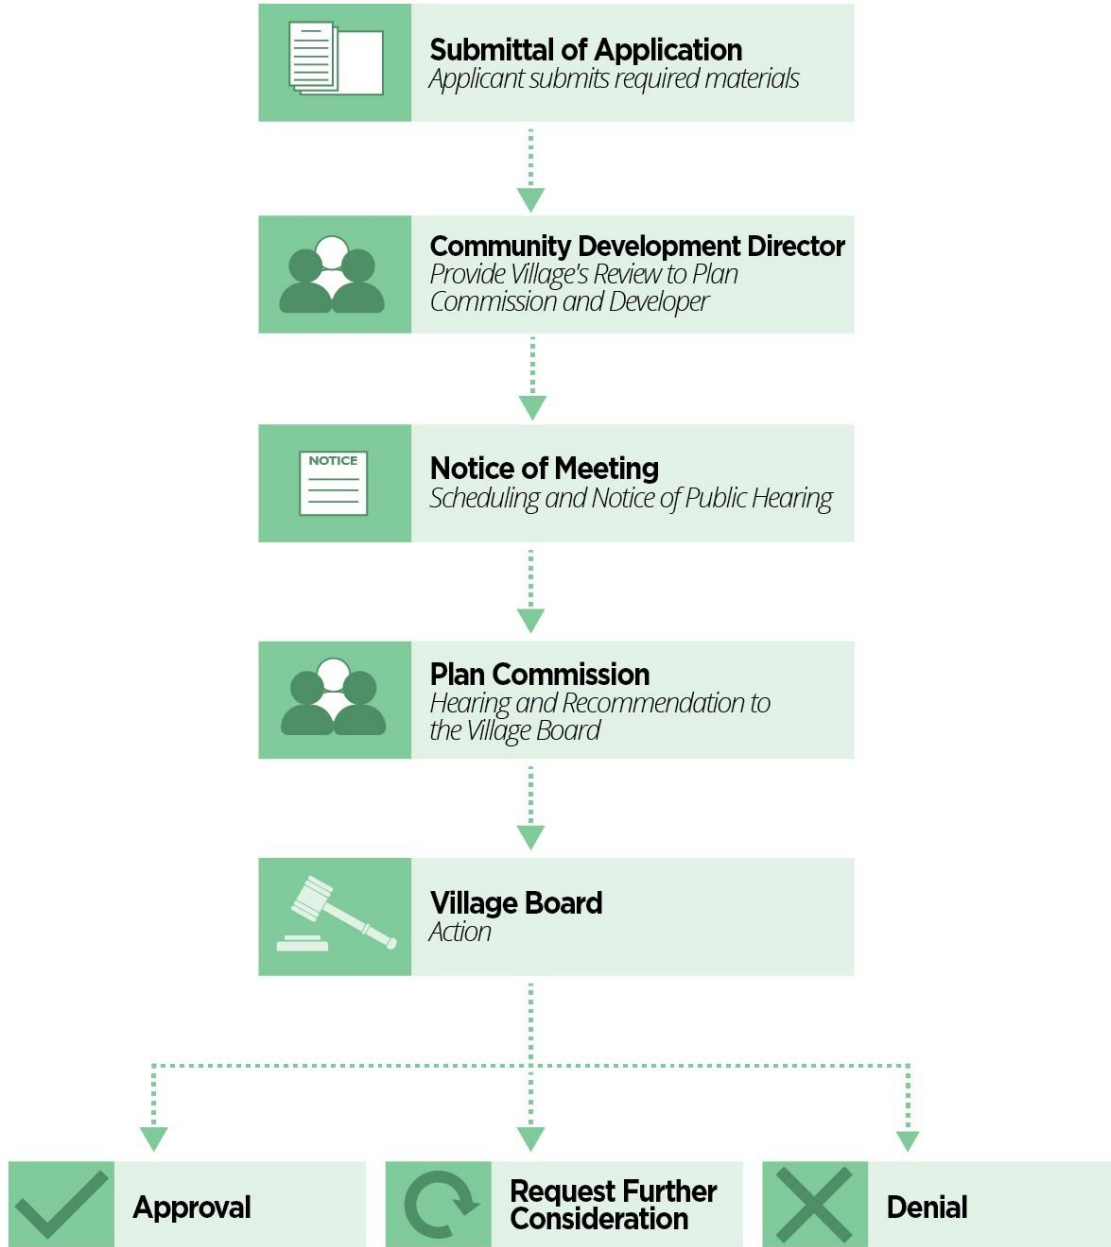 Submittal of Application
Applicant submits required materials
Community Development Director
Provide Village's Review to Plan
Commission and Developer
NOTICE
Notice of Meeting
Scheduling and Notice of Public Hearing
Plan Commission
Hearing and Recommendation to
the Village Board
Village Board
Action
Approval
Request Further
Consideration
Denial